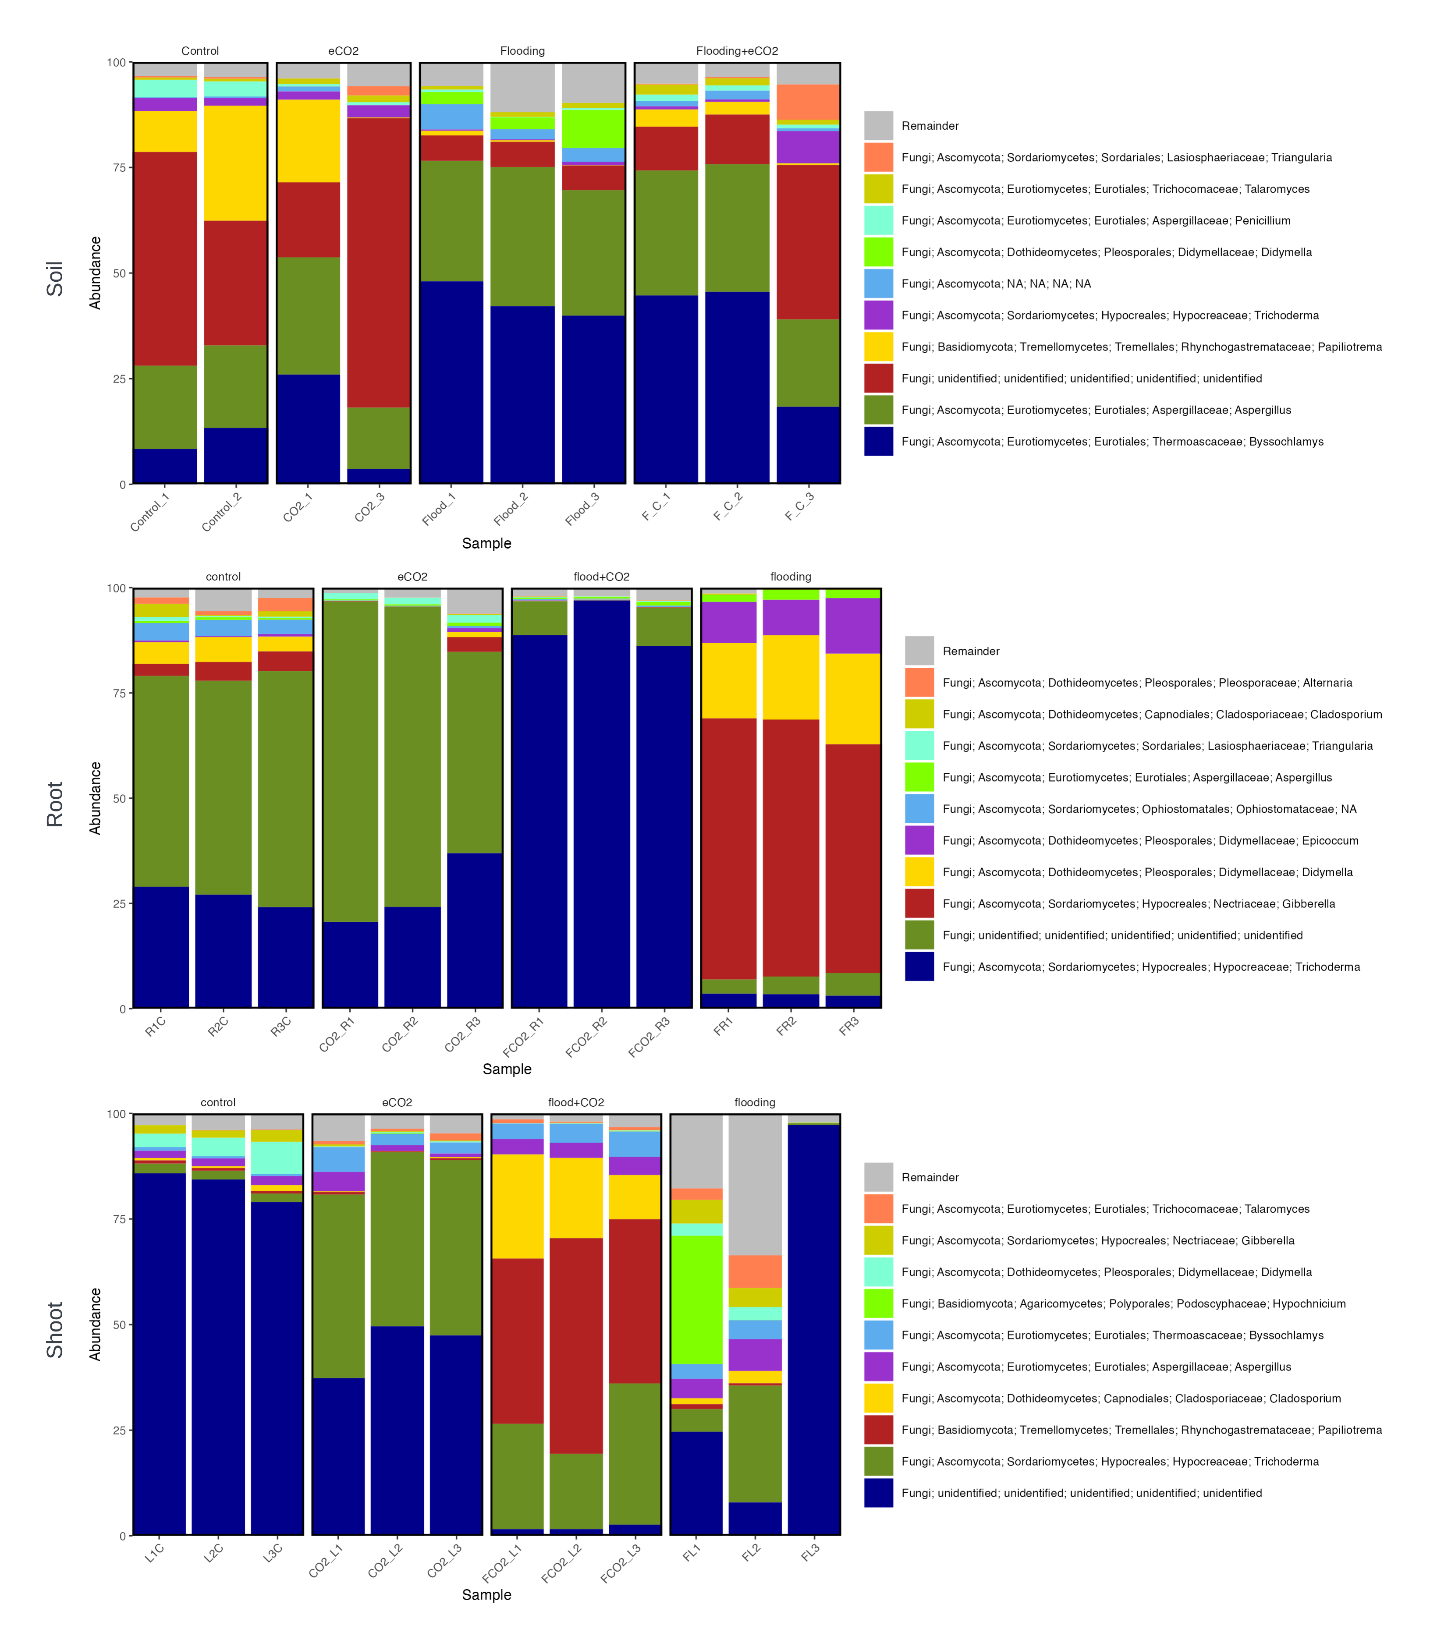 Control
eCO2
Flooding
Flooding+eCO2
100
75
50
25
0
Abundance
Soil
Control_1
Control_2
CO2_1
CO2_3
Flood_1
Flood_2
Flood_3
F_C_1
F_C_2
F_C_3
Sample
Remainder
Fungi; Ascomycota; Sordariomycetes; Sordariales; Lasiosphaeriaceae; Triangularia
Fungi; Ascomycota; Eurotiomycetes; Eurotiales; Trichocomaceae; Talaromyces
Fungi; Ascomycota; Eurotiomycetes; Eurotiales; Aspergillaceae; Penicillium
Fungi; Ascomycota; Dothideomycetes; Pleosporales; Didymellaceae; Didymella
Fungi; Ascomycota; NA; NA; NA; NA
Fungi; Ascomycota; Sordariomycetes; Hypocreales; Hypocreaceae; Trichoderma
Fungi; Basidiomycota; Tremellomycetes; Tremellales; Rhynchogastremataceae; Papiliotrema
Fungi; unidentified; unidentified; unidentified; unidentified; unidentified
Fungi; Ascomycota; Eurotiomycetes; Eurotiales; Aspergillaceae; Aspergillus
Fungi; Ascomycota; Eurotiomycetes; Eurotiales; Thermoascaceae; Byssochlamys
control
eCO2
flood+CO2
flooding
100
75
50
25
0
Abundance
Root
R1C
R2C
R3C
CO2_R1
CO2_R2
CO2_R3
FCO2_R1
FCO2_R2
FCO2_R3
FR1
FR2
FR3
Sample
Remainder
Fungi; Ascomycota; Dothideomycetes; Pleosporales; Pleosporaceae; Alternaria
Fungi; Ascomycota; Dothideomycetes; Capnodiales; Cladosporiaceae; Cladosporium
Fungi; Ascomycota; Sordariomycetes; Sordariales; Lasiosphaeriaceae; Triangularia
Fungi; Ascomycota; Eurotiomycetes; Eurotiales; Aspergillaceae; Aspergillus
Fungi; Ascomycota; Sordariomycetes; Ophiostomatales; Ophiostomataceae; NA
Fungi; Ascomycota; Dothideomycetes; Pleosporales; Didymellaceae; Epicoccum
Fungi; Ascomycota; Dothideomycetes; Pleosporales; Didymellaceae; Didymella
Fungi; Ascomycota; Sordariomycetes; Hypocreales; Nectriaceae; Gibberella
Fungi; unidentified; unidentified; unidentified; unidentified; unidentified
Fungi; Ascomycota; Sordariomycetes; Hypocreales; Hypocreaceae; Trichoderma
control
eCO2
flood+CO2
flooding
100
75
50
25
0
Abundance
Shoot
L1C
L2C
L3C
CO2_L1
CO2_L2
CO2_L3
FCO2_L1
FCO2_L2
FCO2_L3
FL1
FL2
FL3
Sample
Remainder
Fungi; Ascomycota; Eurotiomycetes; Eurotiales; Trichocomaceae; Talaromyces
Fungi; Ascomycota; Sordariomycetes; Hypocreales; Nectriaceae; Gibberella
Fungi; Ascomycota; Dothideomycetes; Pleosporales; Didymellaceae; Didymella
Fungi; Basidiomycota; Agaricomycetes; Polyporales; Podoscyphaceae; Hypochnicium
Fungi; Ascomycota; Eurotiomycetes; Eurotiales; Thermoascaceae; Byssochlamys
Fungi; Ascomycota; Eurotiomycetes; Eurotiales; Aspergillaceae; Aspergillus
Fungi; Ascomycota; Dothideomycetes; Capnodiales; Cladosporiaceae; Cladosporium
Fungi; Basidiomycota; Tremellomycetes; Tremellales; Rhynchogastremataceae; Papiliotrema
Fungi; Ascomycota; Sordariomycetes; Hypocreales; Hypocreaceae; Trichoderma
Fungi; unidentified; unidentified; unidentified; unidentified; unidentified